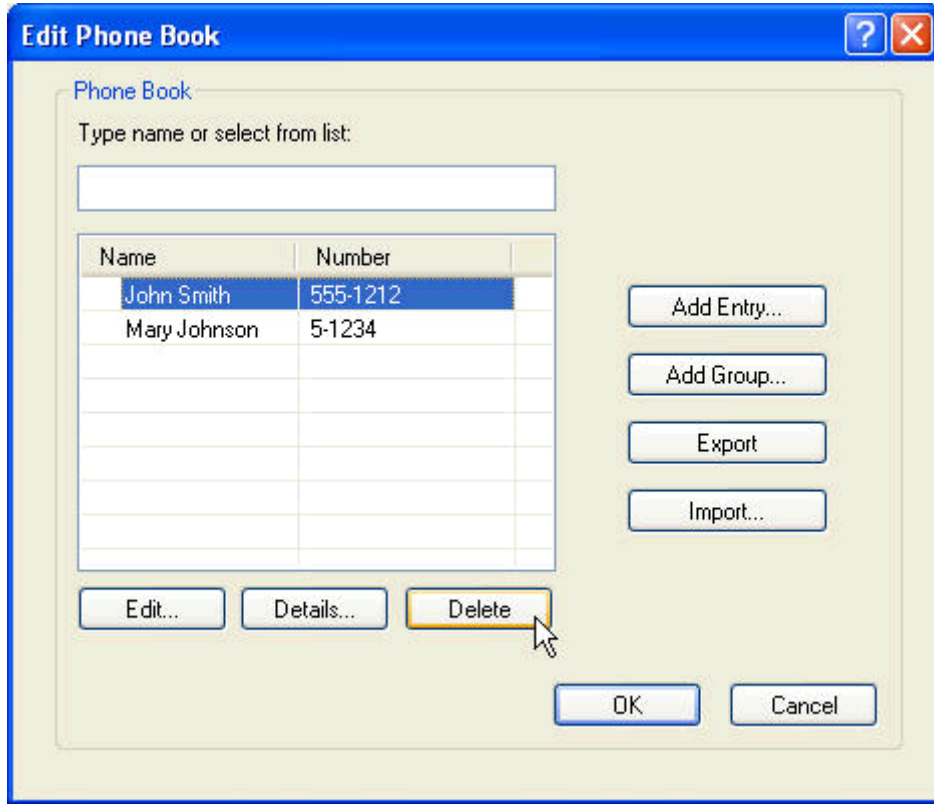 Edit Phone Book
Phone Book
Type name or select from list:
Name Number
John Smith 555-1212
Mary Johnson 5-1234
Add Entry...
Add Group...
Export
Import...
Edit... Details... Delete
OK Cancel